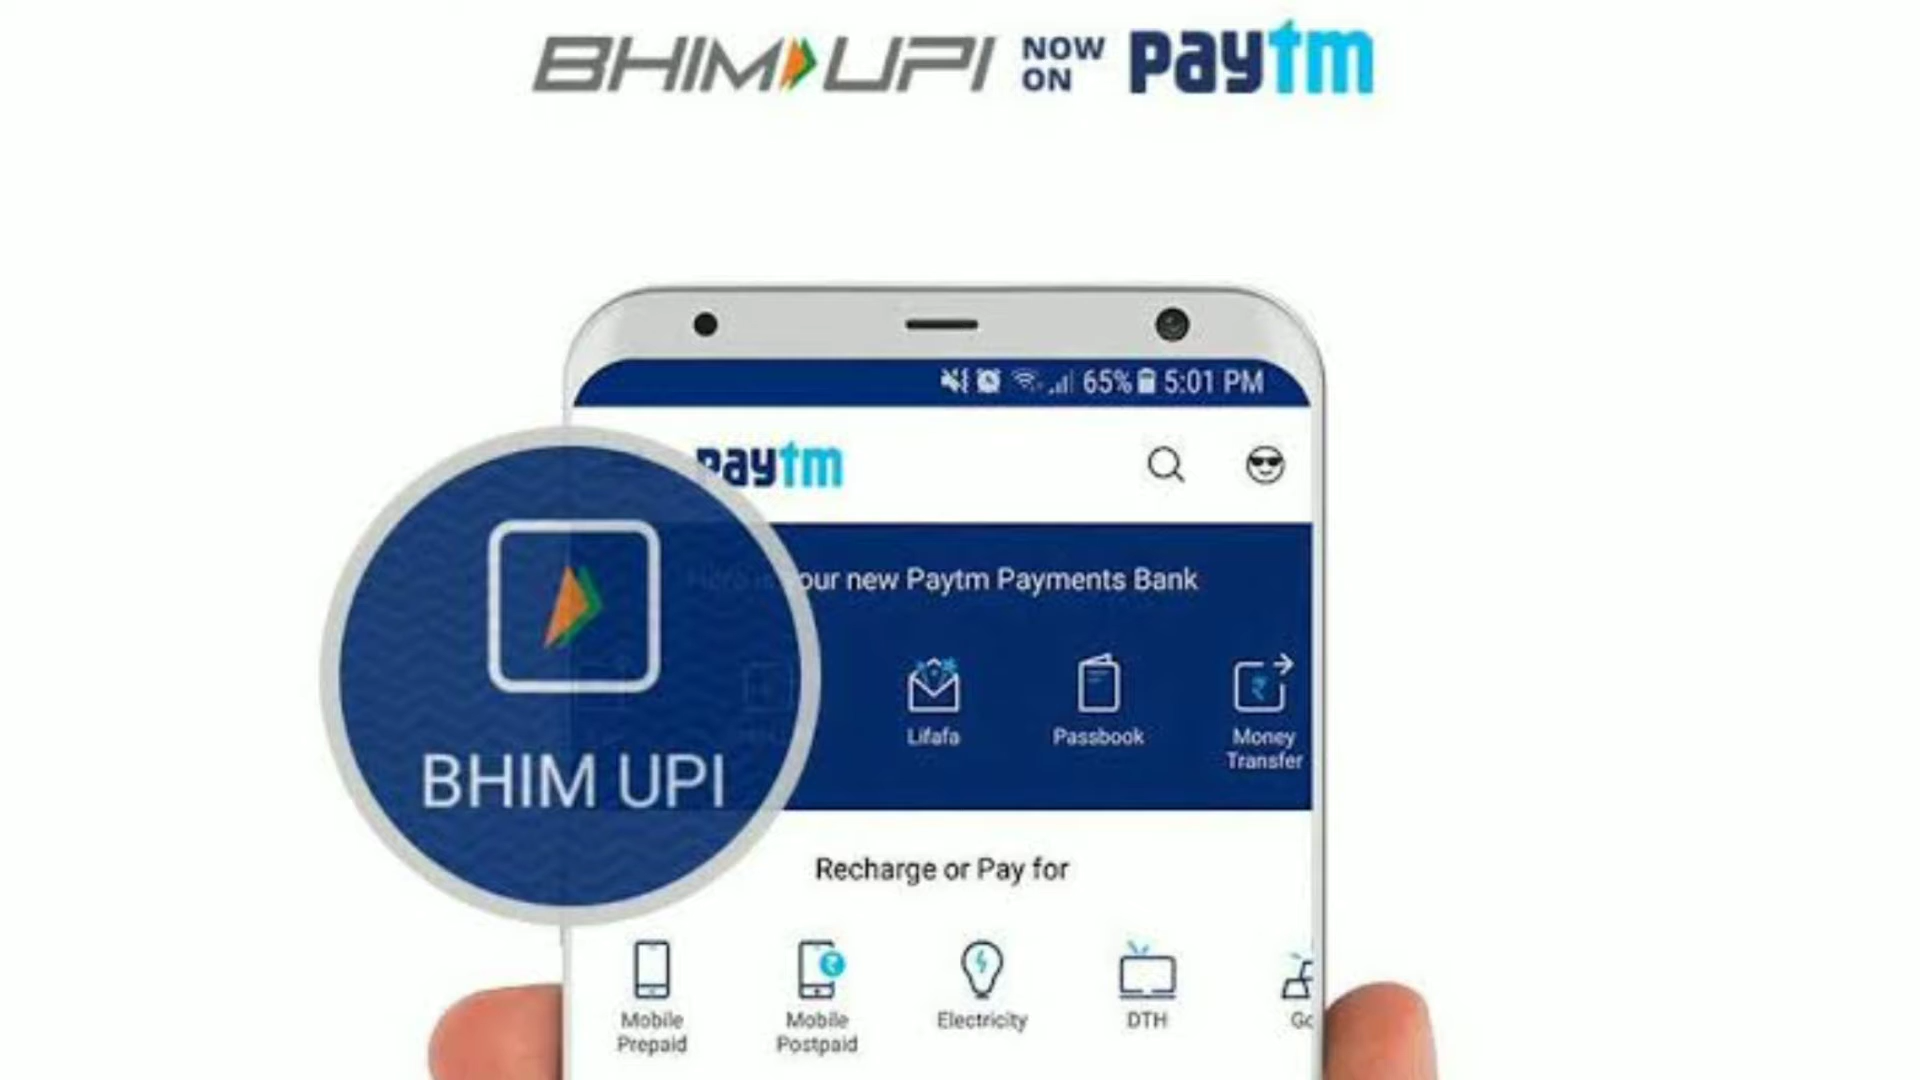 BHIM UPI NOW ON paytm
65% 5:01 PM
paytm
our new Paytm Payments Bank
BHIM UPI
Lifafa
Passbook
Money
Transfer
Recharge or Pay for
Mobile
Prepaid
Mobile
Postpaid
Electricity
DTH